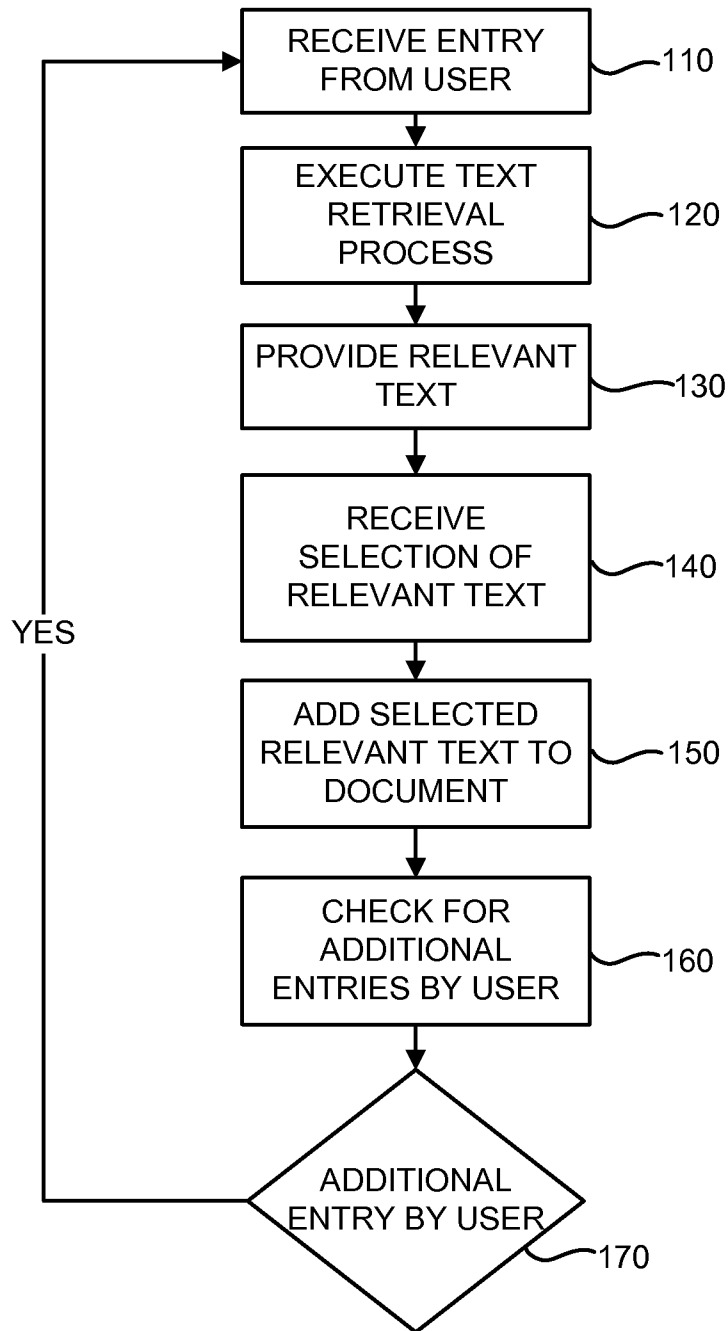 RECEIVE ENTRY
FROM USER
110
EXECUTE TEXT
RETRIEVAL
PROCESS
120
PROVIDE RELEVANT
TEXT
130
RECEIVE
SELECTION OF
RELEVANT TEXT
140
YES
ADD SELECTED
RELEVANT TEXT TO
DOCUMENT
150
CHECK FOR
ADDITIONAL
ENTRIES BY USER
160
ADDITIONAL
ENTRY BY USER
170